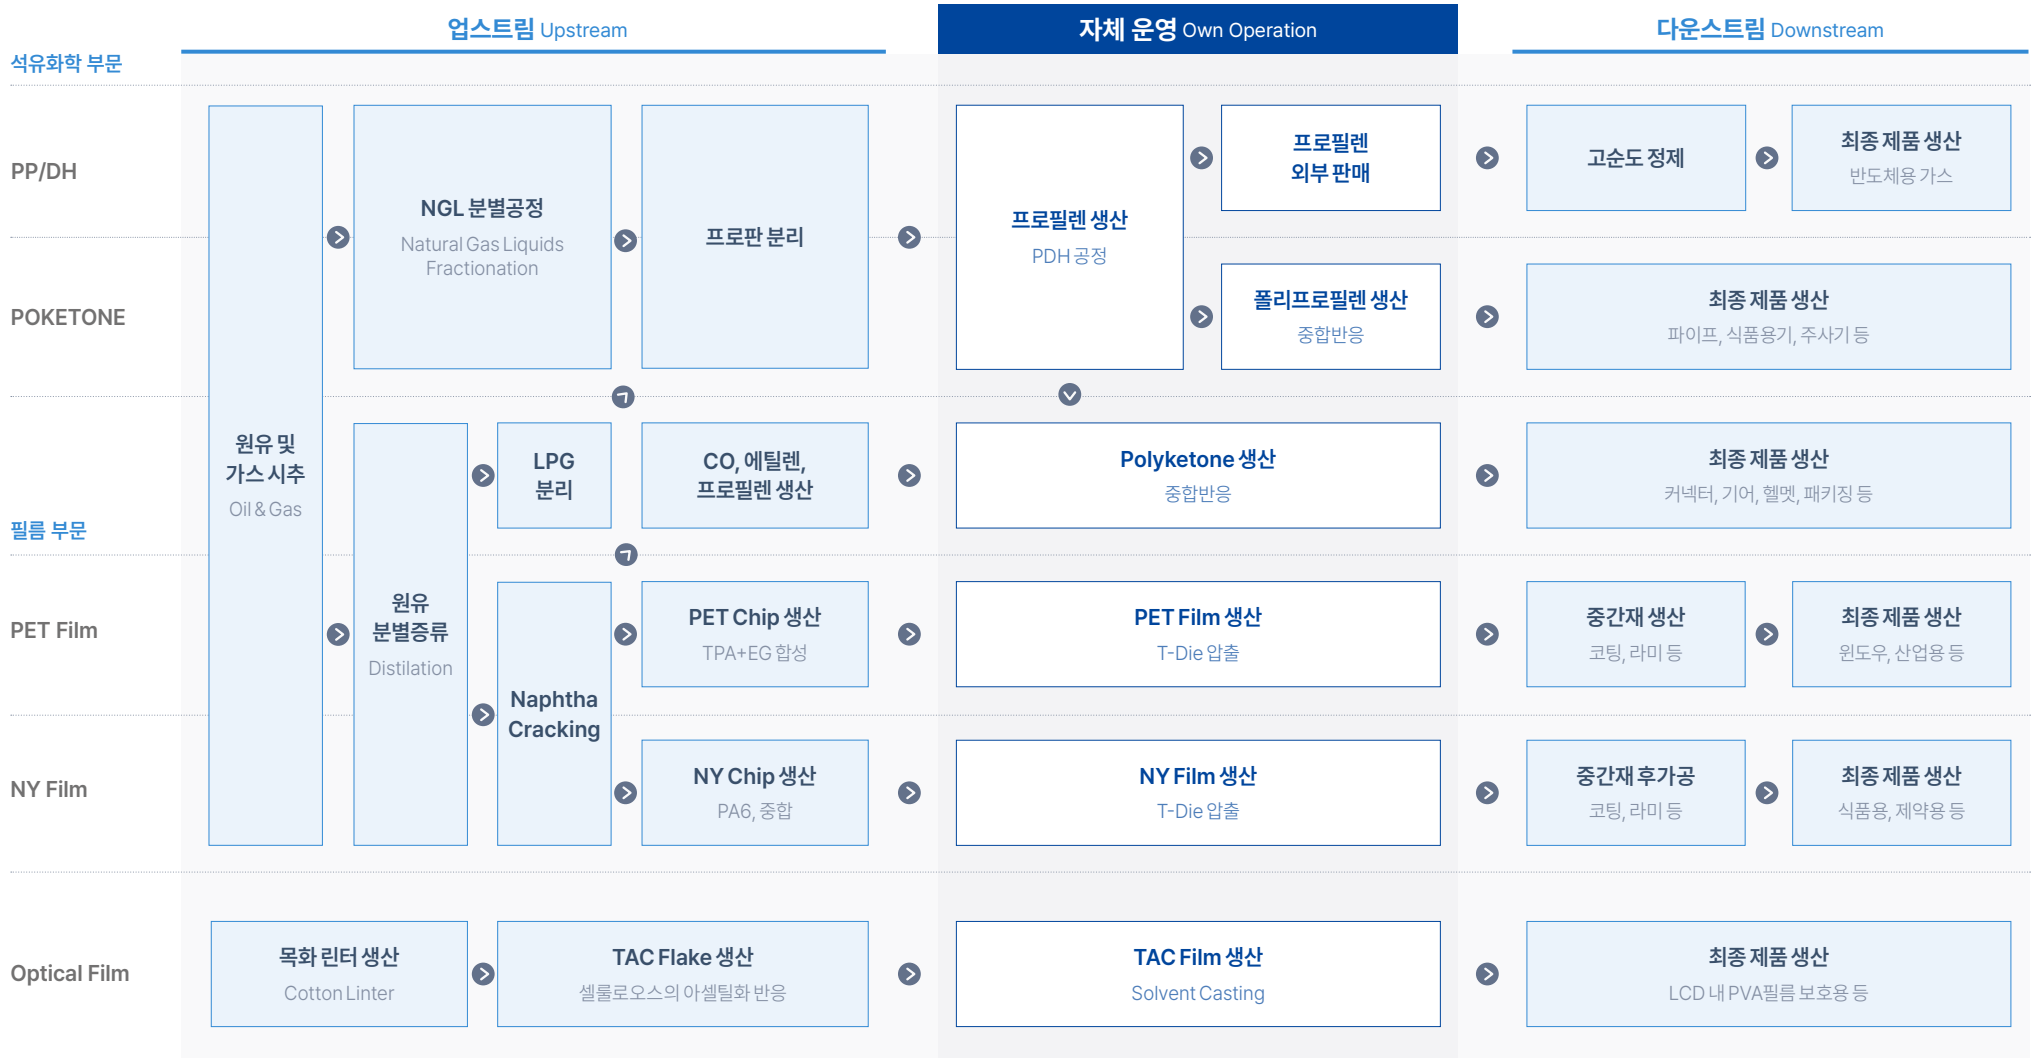 업스트림 Upstream
자체 운영 Own Operation
다운스트림 Downstream
석유화학 부문
PP/DH
POKETONE
필름 부문
PET Film
NY Film
Optical Film
원유 및
가스 시추
Oil & Gas
NGL 분별공정
Natural Gas Liquids
Fractionation
프로판 분리
프로필렌 생산
PDH 공정
프로필렌
외부 판매
고순도 정제
최종 제품 생산
반도체용 가스
폴리프로필렌 생산
중합반응
최종 제품 생산
파이프, 식품용기, 주사기 등
원유
분별증류
Distilation
LPG
분리
CO, 에틸렌,
프로필렌 생산
Polyketone 생산
중합반응
최종 제품 생산
커넥터, 기어, 헬멧, 패키징 등
Naphtha
Cracking
PET Chip 생산
TPA+EG 합성
PET Film 생산
T-Die 압출
중간재 생산
코팅, 라미 등
최종 제품 생산
윈도우, 산업용 등
NY Chip 생산
PA6, 중합
NY Film 생산
T-Die 압출
중간재 후가공
코팅, 라미 등
최종 제품 생산
식품용, 제약용 등
목화 린터 생산
Cotton Linter
TAC Flake 생산
셀룰로오스의 아셀틸화 반응
TAC Film 생산
Solvent Casting
최종 제품 생산
LCD 내 PVA필름 보호용 등